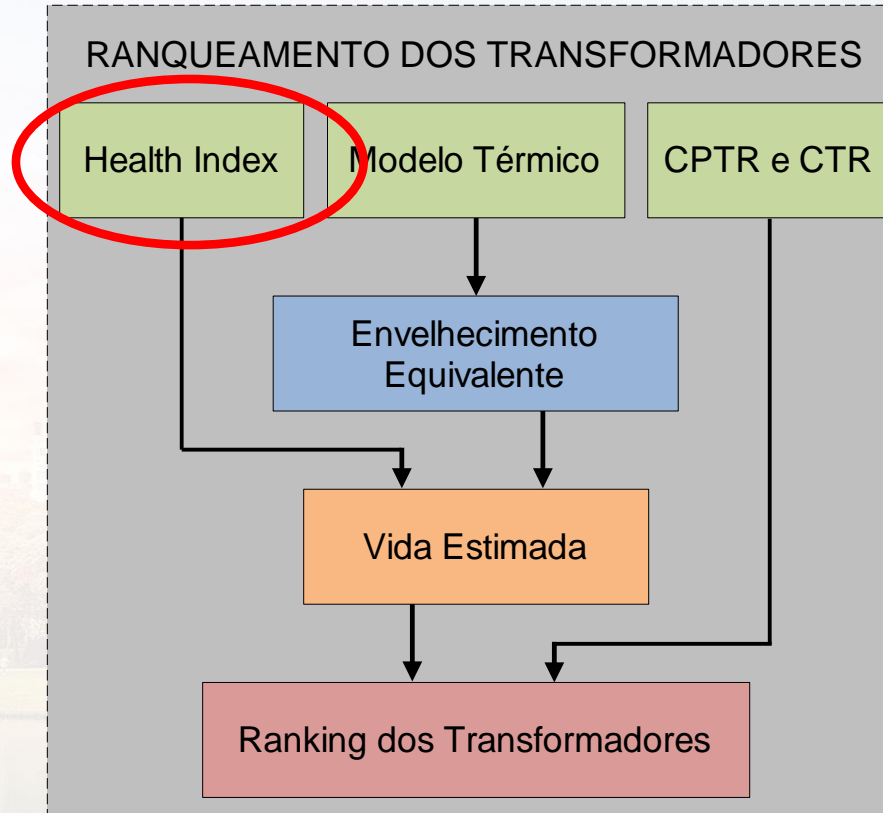 RANQUEAMENTO DOS TRANSFORMADORES
Health Index
Modelo Térmico
CPTR e CTR
Envelhecimento
Equivalente
Vida Estimada
Ranking dos Transformadores